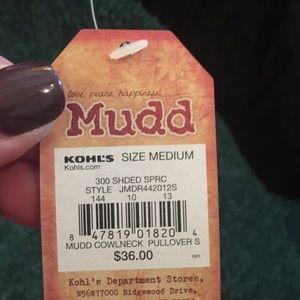 love, peace, happiness
Mudd
KOHL'S SIZE MEDIUM
Kohls.com
300 SHDED SPRC
STYLE JMDR442012S
144 10 13
8 47819 01820 4
MUDD COWLNECK PULLOVER S
$36.00
Kohl's Department Stores,
N56W17000 Ridgewood Drive,